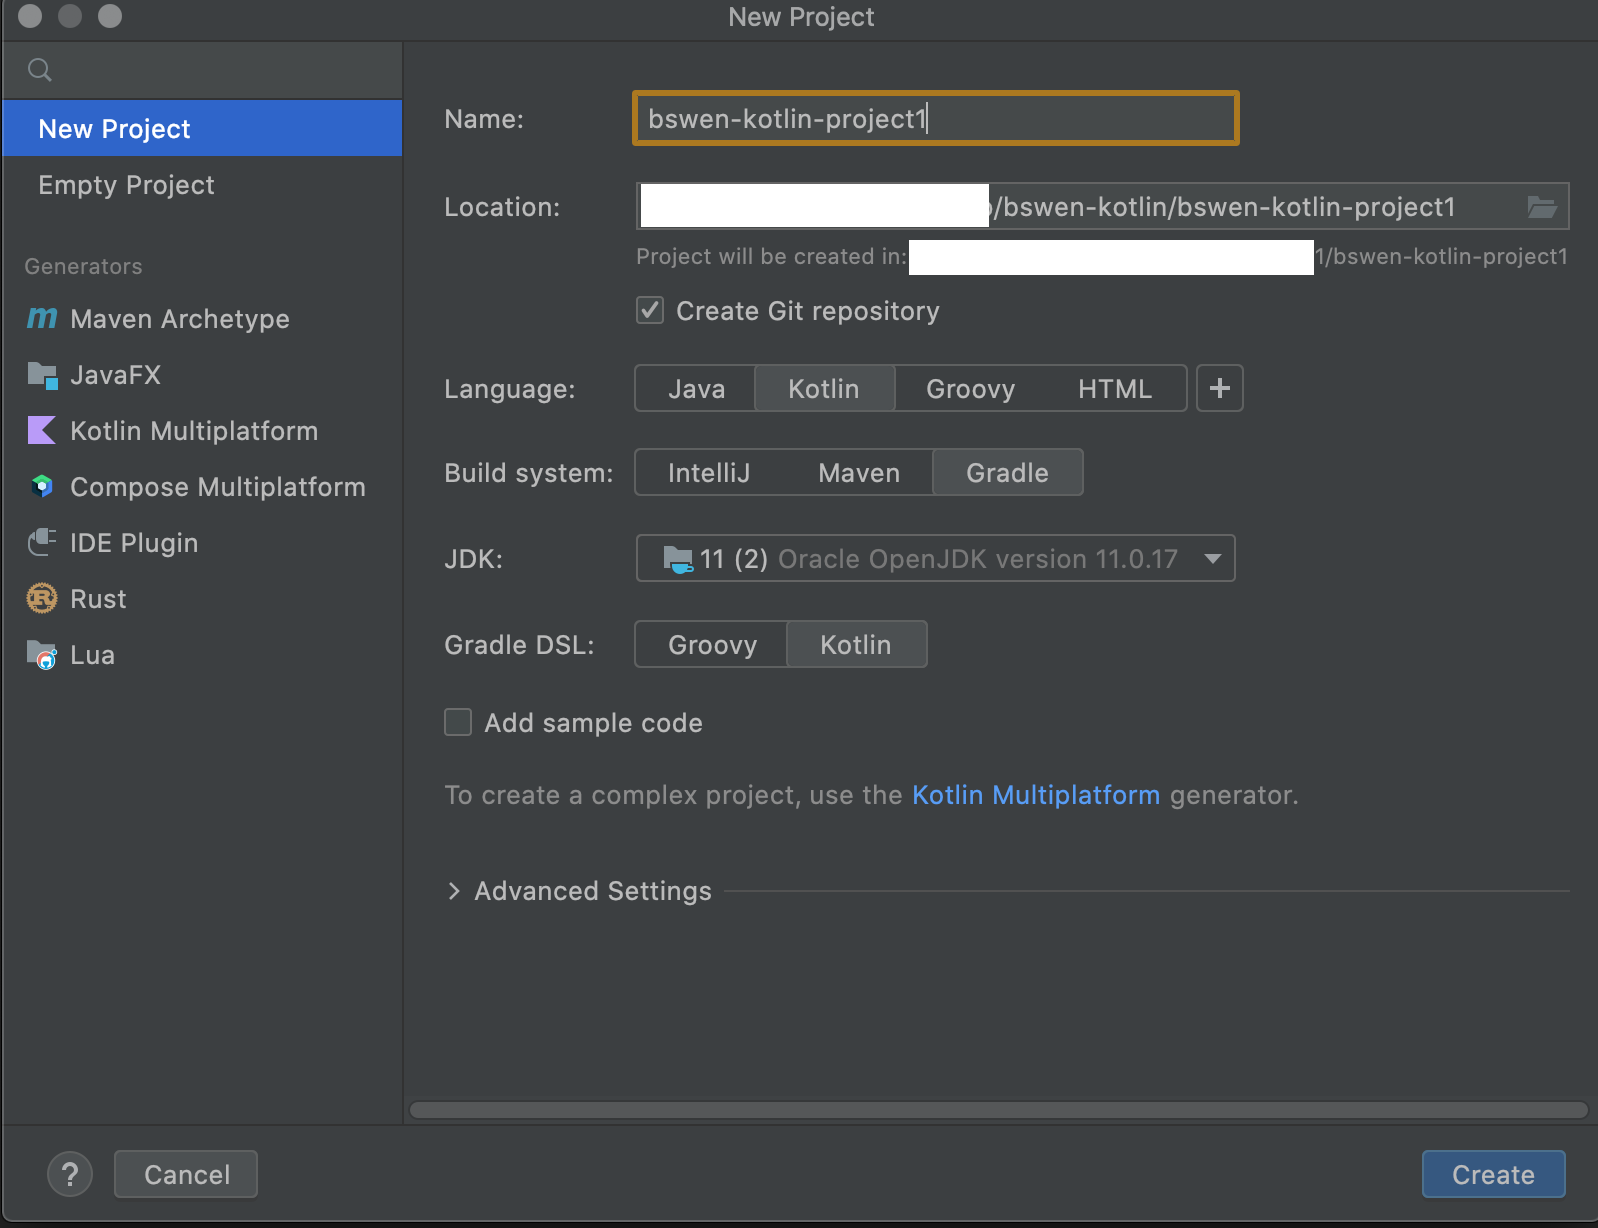 New Project
New Project
Empty Project
Generators
Maven Archetype
JavaFX
Kotlin Multiplatform
Compose Multiplatform
IDE Plugin
Rust
Lua
Name: bswen-kotlin-project1
Location: /bswen-kotlin/bswen-kotlin-project1
Project will be created in: 1/bswen-kotlin-project1
Create Git repository
Language: Java Kotlin Groovy HTML +
Build system: IntelliJ Maven Gradle
JDK: 11 (2) Oracle OpenJDK version 11.0.17
Gradle DSL: Groovy Kotlin
Add sample code
To create a complex project, use the Kotlin Multiplatform generator.
Advanced Settings
? Cancel Create